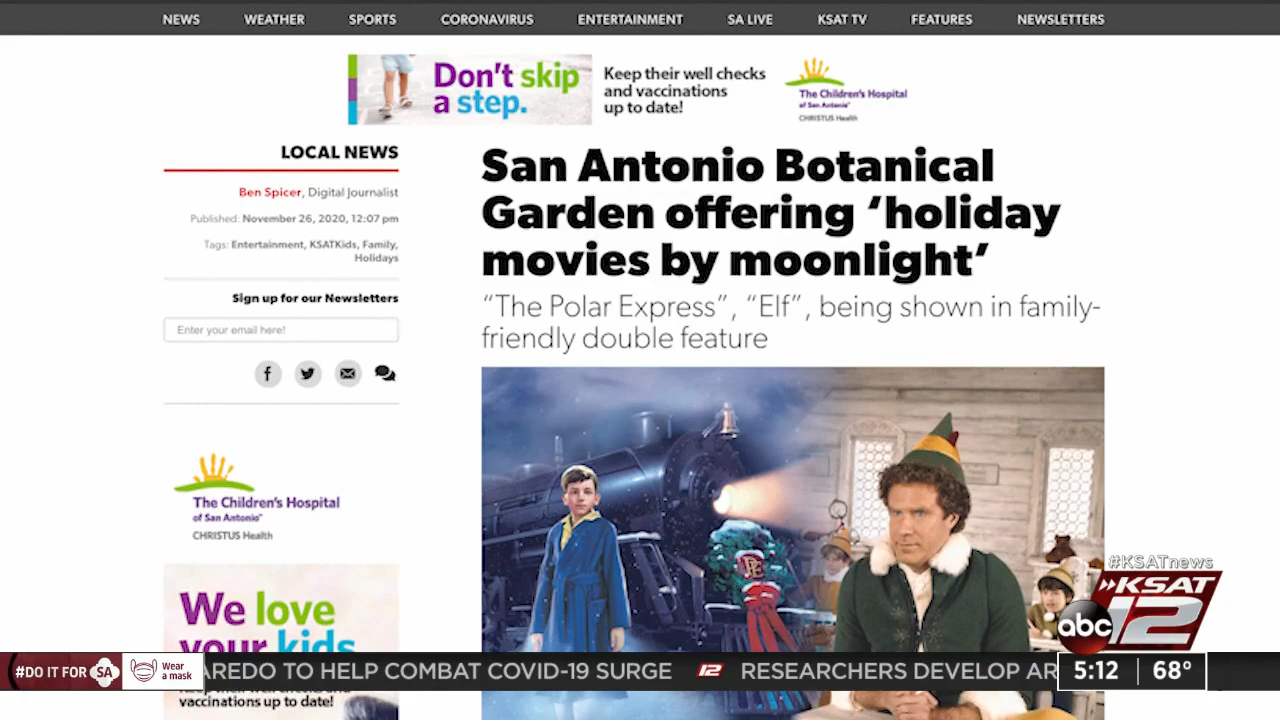 NEWS WEATHER SPORTS CORONAVIRUS ENTERTAINMENT SA LIVE KSAT TV FEATURES NEWSLETTERS
Don't skip
a step.
Keep their well checks
and vaccinations
up to date!
The Children's Hospital
of San Antonio
CHRISTUS Health
LOCAL NEWS
Ben Spicer, Digital Journalist
Published: November 26, 2020, 12:07 pm
Tags: Entertainment, KSATKids, Family,
Holidays
Sign up for our Newsletters
Enter your email here!
San Antonio Botanical
Garden offering ‘holiday
movies by moonlight’
“The Polar Express”, “Elf”, being shown in family-
friendly double feature
The Children's Hospital
of San Antonio
CHRISTUS Health
We love
your kids
vaccinations up to date!
#KSATnews
KSAT
abc 12
#DO IT FOR SA
Wear
a mask
AREDO TO HELP COMBAT COVID-19 SURGE 12 RESEARCHERS DEVELOP AR
5:12 68°